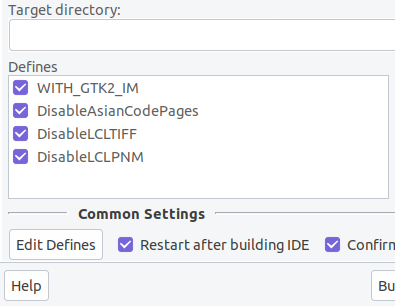 Target directory:
Defines
WITH_GTK2_IM
DisableAsianCodePages
DisableLCLTIFF
DisableLCLPNM
Common Settings
Edit Defines Restart after building IDE Confirm
Help Bu